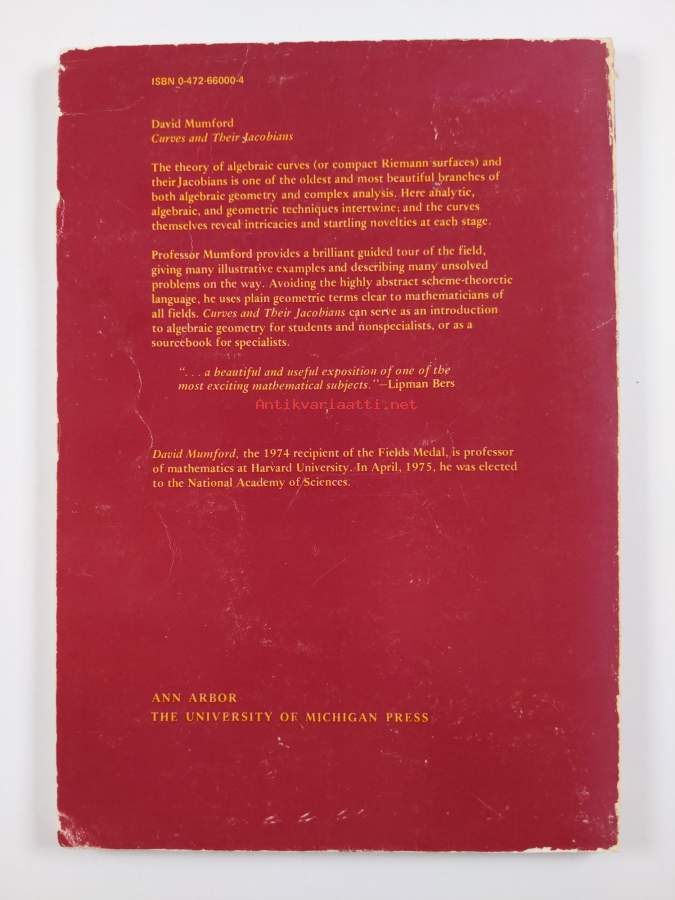 ISBN 0-472-66000-4
David Mumford
Curves and Their Jacobians
The theory of algebraic curves (or compact Riemann surfaces) and
their Jacobians is one of the oldest and most beautiful branches of
both algebraic geometry and complex analysis. Here analytic,
algebraic, and geometric techniques intertwine; and the curves
themselves reveal intricacies and startling novelties at each stage.
Professor Mumford provides a brilliant guided tour of the field,
giving many illustrative examples and describing many unsolved
problems on the way. Avoiding the highly abstract scheme-theoretic
language, he uses plain geometric terms clear to mathematicians of
all fields. Curves and Their Jacobians can serve as an introduction
to algebraic geometry for students and nonspecialists, or as a
sourcebook for specialists.
“. . . a beautiful and useful exposition of one of the
most exciting mathematical subjects.”—Lipman Bers
Antikvariaatti.net
David Mumford, the 1974 recipient of the Fields Medal, is professor
of mathematics at Harvard University. In April, 1975, he was elected
to the National Academy of Sciences.
ANN ARBOR
THE UNIVERSITY OF MICHIGAN PRESS